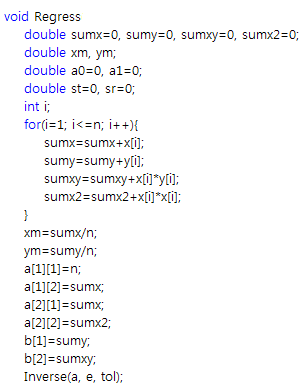 void Regress
double sumx=0, sumy=0, sumxy=0, sumx2=0;
double xm, ym;
double a0=0, a1=0;
double st=0, sr=0;
int i;
for(i=1; i<=n; i++){
sumx=sumx+x[i];
sumy=sumy+y[i];
sumxy=sumxy+x[i]*y[i];
sumx2=sumx2+x[i]*x[i];
}
xm=sumx/n;
ym=sumy/n;
a[1][1]=n;
a[1][2]=sumx;
a[2][1]=sumx;
a[2][2]=sumx2;
b[1]=sumy;
b[2]=sumxy;
Inverse(a, e, tol);